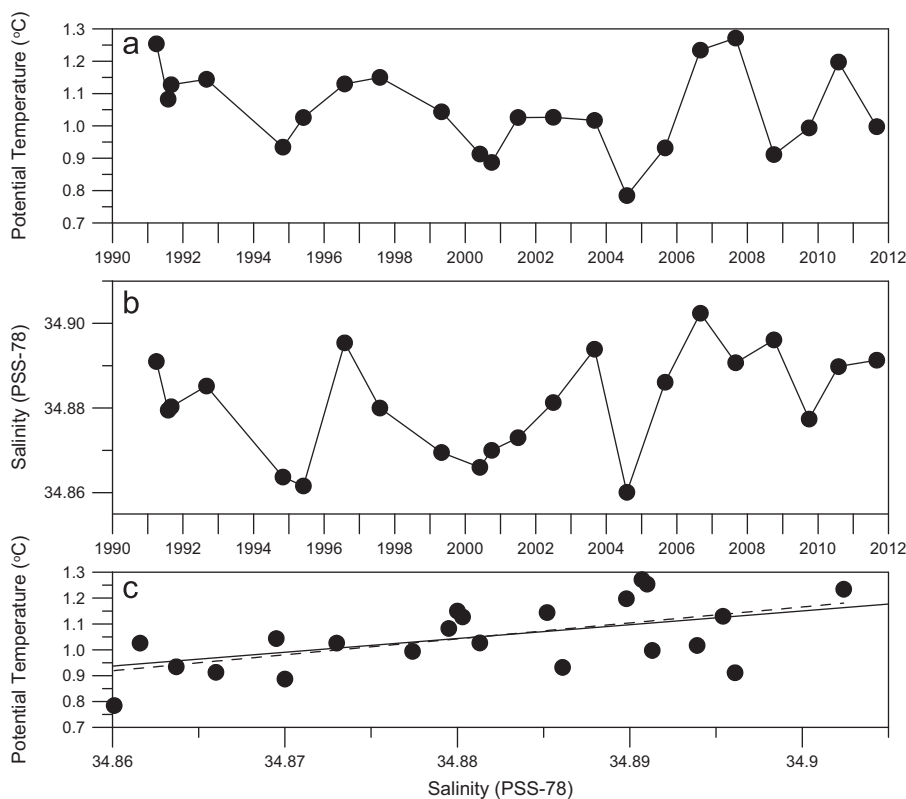 a
Potential Temperature (°C)
1.3
1.2
1.1
1.0
0.9
0.8
0.7
1990 1992 1994 1996 1998 2000 2002 2004 2006 2008 2010 2012
b
Salinity (PSS-78)
34.90
34.88
34.86
1990 1992 1994 1996 1998 2000 2002 2004 2006 2008 2010 2012
c
Potential Temperature (°C)
1.3
1.2
1.1
1.0
0.9
0.8
0.7
34.86 34.87 34.88 34.89 34.9
Salinity (PSS-78)